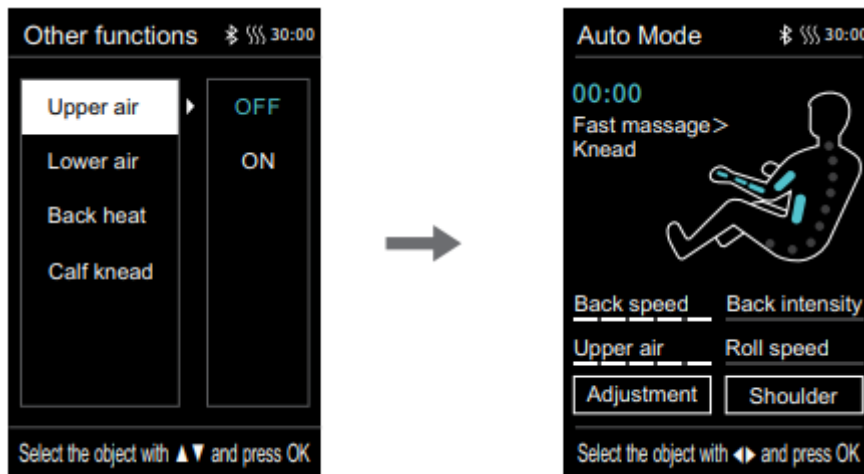 Other functions 30:00
Upper air
OFF
Lower air
ON
Back heat
Calf knead
Select the object with ▲▼ and press OK
Auto Mode 30:00
00:00
Fast massage>
Knead
Back speed Back intensity
Upper air Roll speed
Adjustment Shoulder
Select the object with ◀▶ and press OK